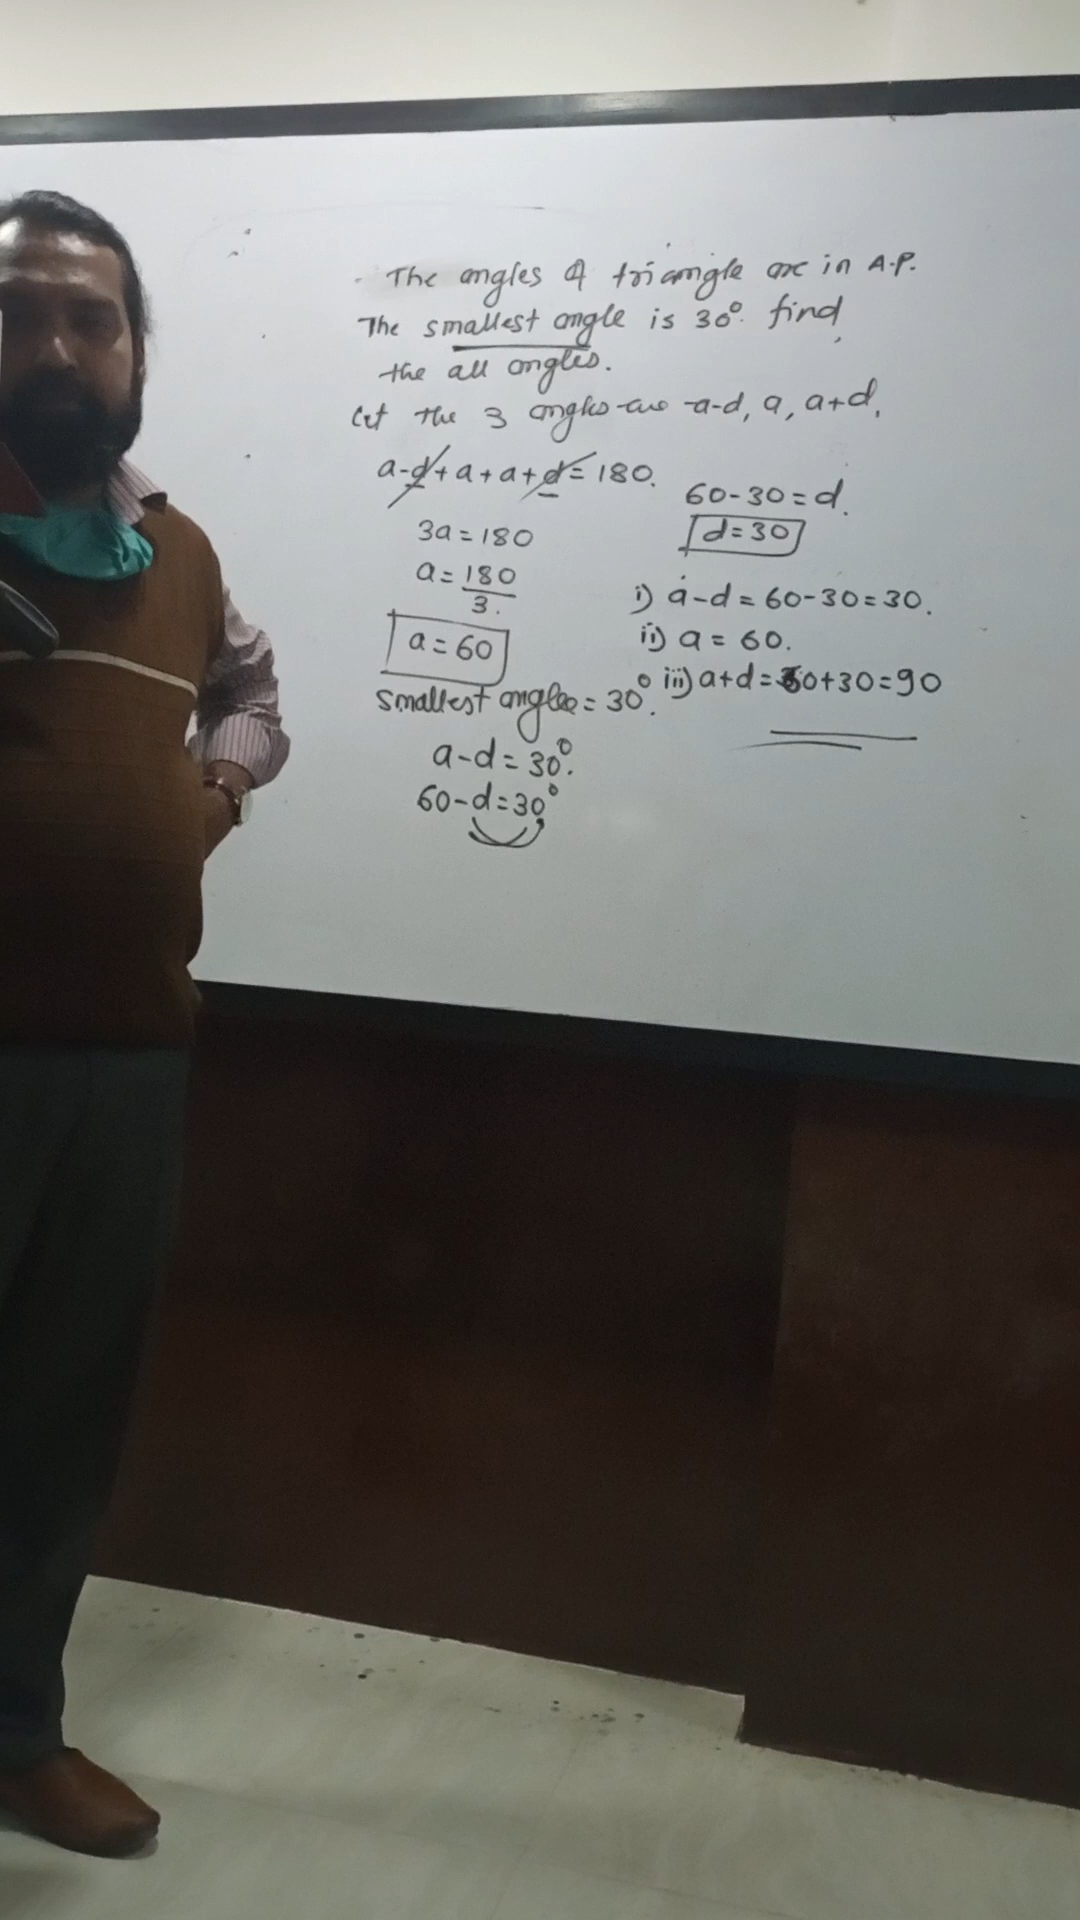 The angles of triangle are in A.P.
The smallest angle is 30°. find
the all angles.
Let the 3 angles are a-d, a, a+d.
a-d+a+a+d=180.
3a=180
a=180/3.
a=60
smallest angle=30°.
a-d=30°.
60-d=30°
60-30=d.
d=30
i) a-d=60-30=30.
ii) a=60.
iii) a+d=60+30=90